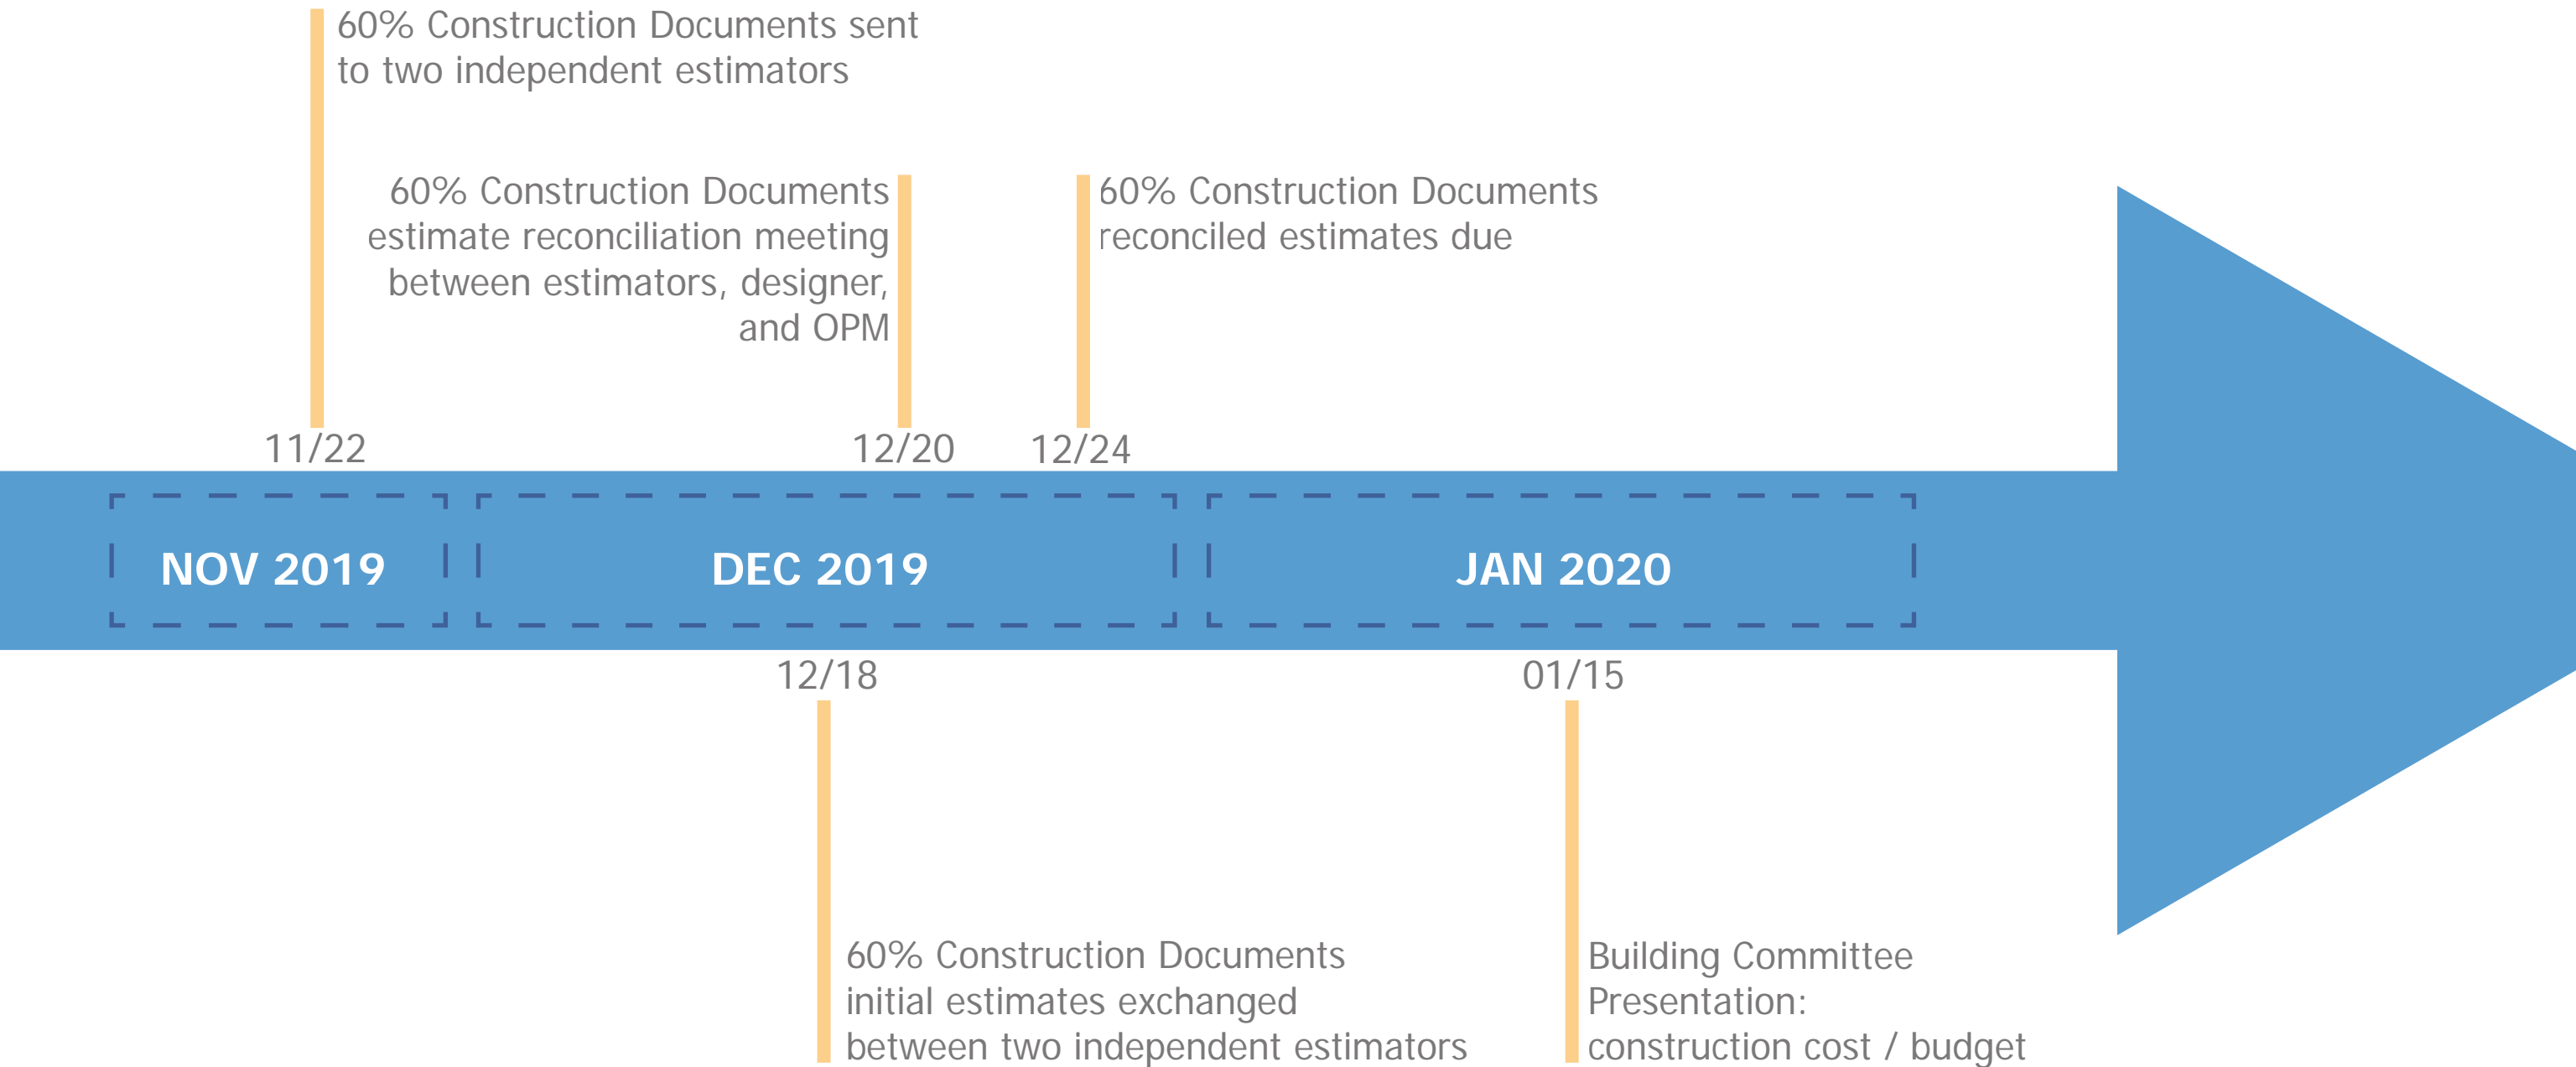 60% Construction Documents sent
to two independent estimators
60% Construction Documents
estimate reconciliation meeting
between estimators, designer,
and OPM
60% Construction Documents
reconciled estimates due
11/22
12/20
12/24
NOV 2019
DEC 2019
JAN 2020
12/18
01/15
60% Construction Documents
initial estimates exchanged
between two independent estimators
Building Committee
Presentation:
construction cost / budget